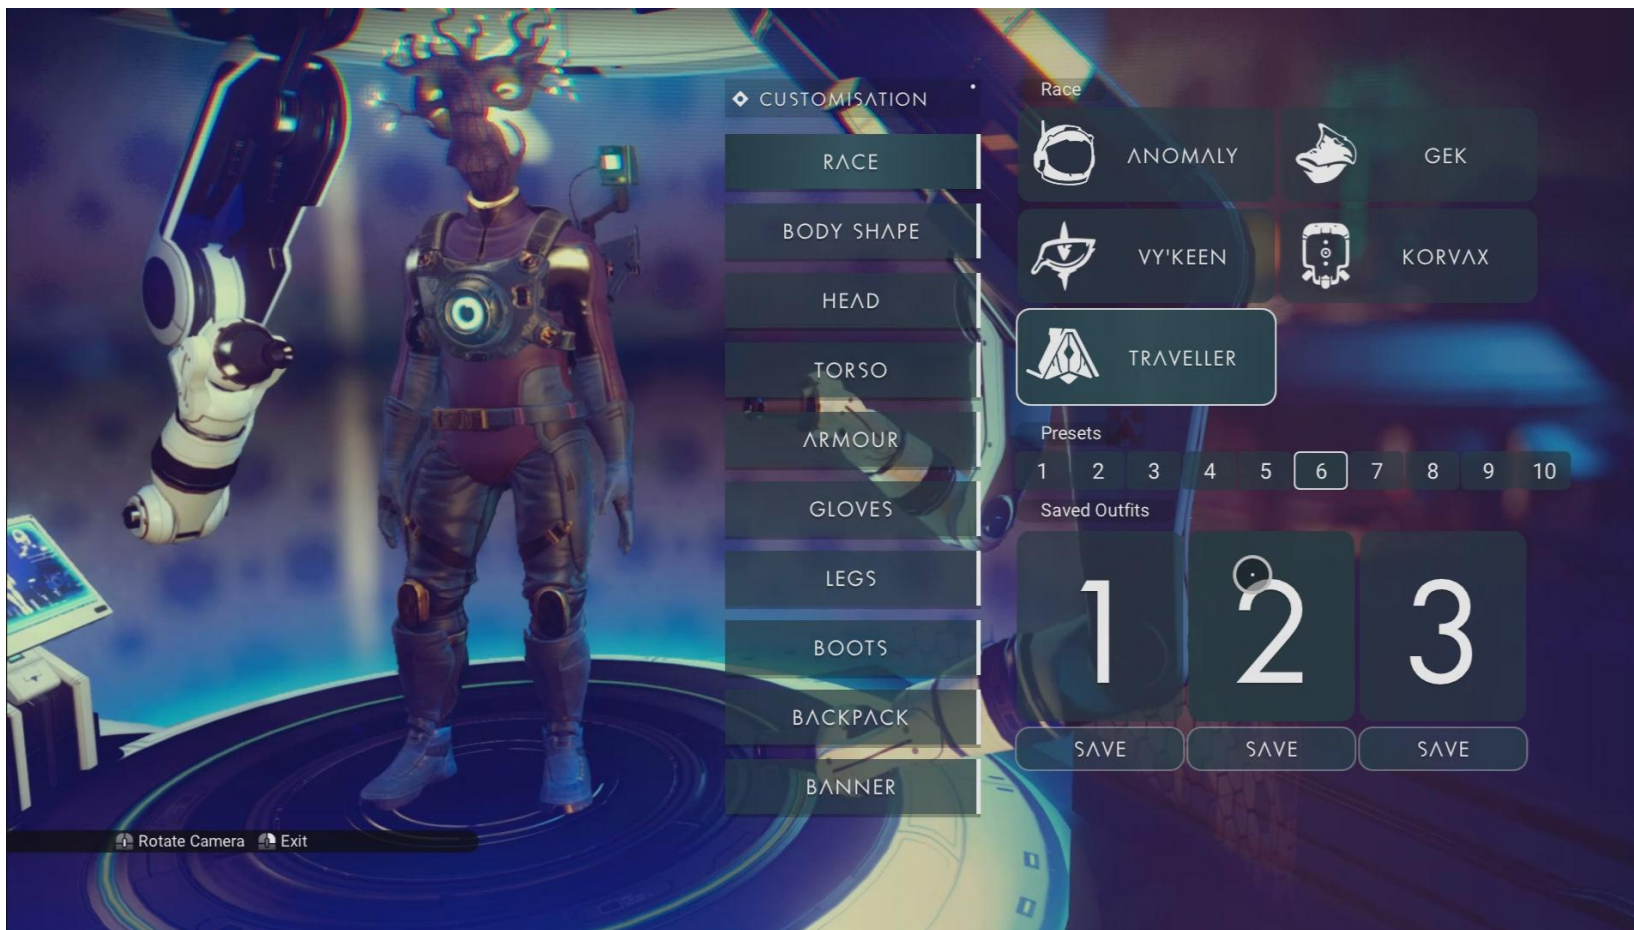 CUSTOMISATION
RACE
BODY SHAPE
HEAD
TORSO
ARMOUR
GLOVES
LEGS
BOOTS
BACKPACK
BANNER
Race
ANOMALY
GEK
VY'KEEN
KORVAX
TRAVELLER
Presets
1 2 3 4 5 6 7 8 9 10
Saved Outfits
1 2 3
SAVE SAVE SAVE
Rotate Camera Exit